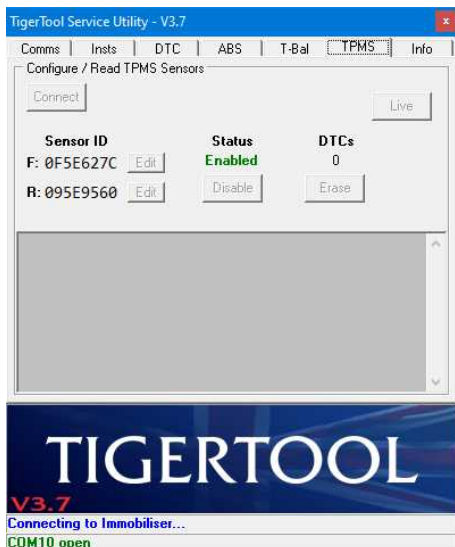 TigerTool Service Utility - V3.7
x
Comms Insts DTC ABS T-Bal TPMS Info
Configure / Read TPMS Sensors
Connect
Live
Sensor ID Status DTCs
F: 0F5E627C Edit Enabled 0
R: 095E9560 Edit Disable Erase
TIGERTOOL
V3.7
Connecting to Immobiliser...
COM10 open